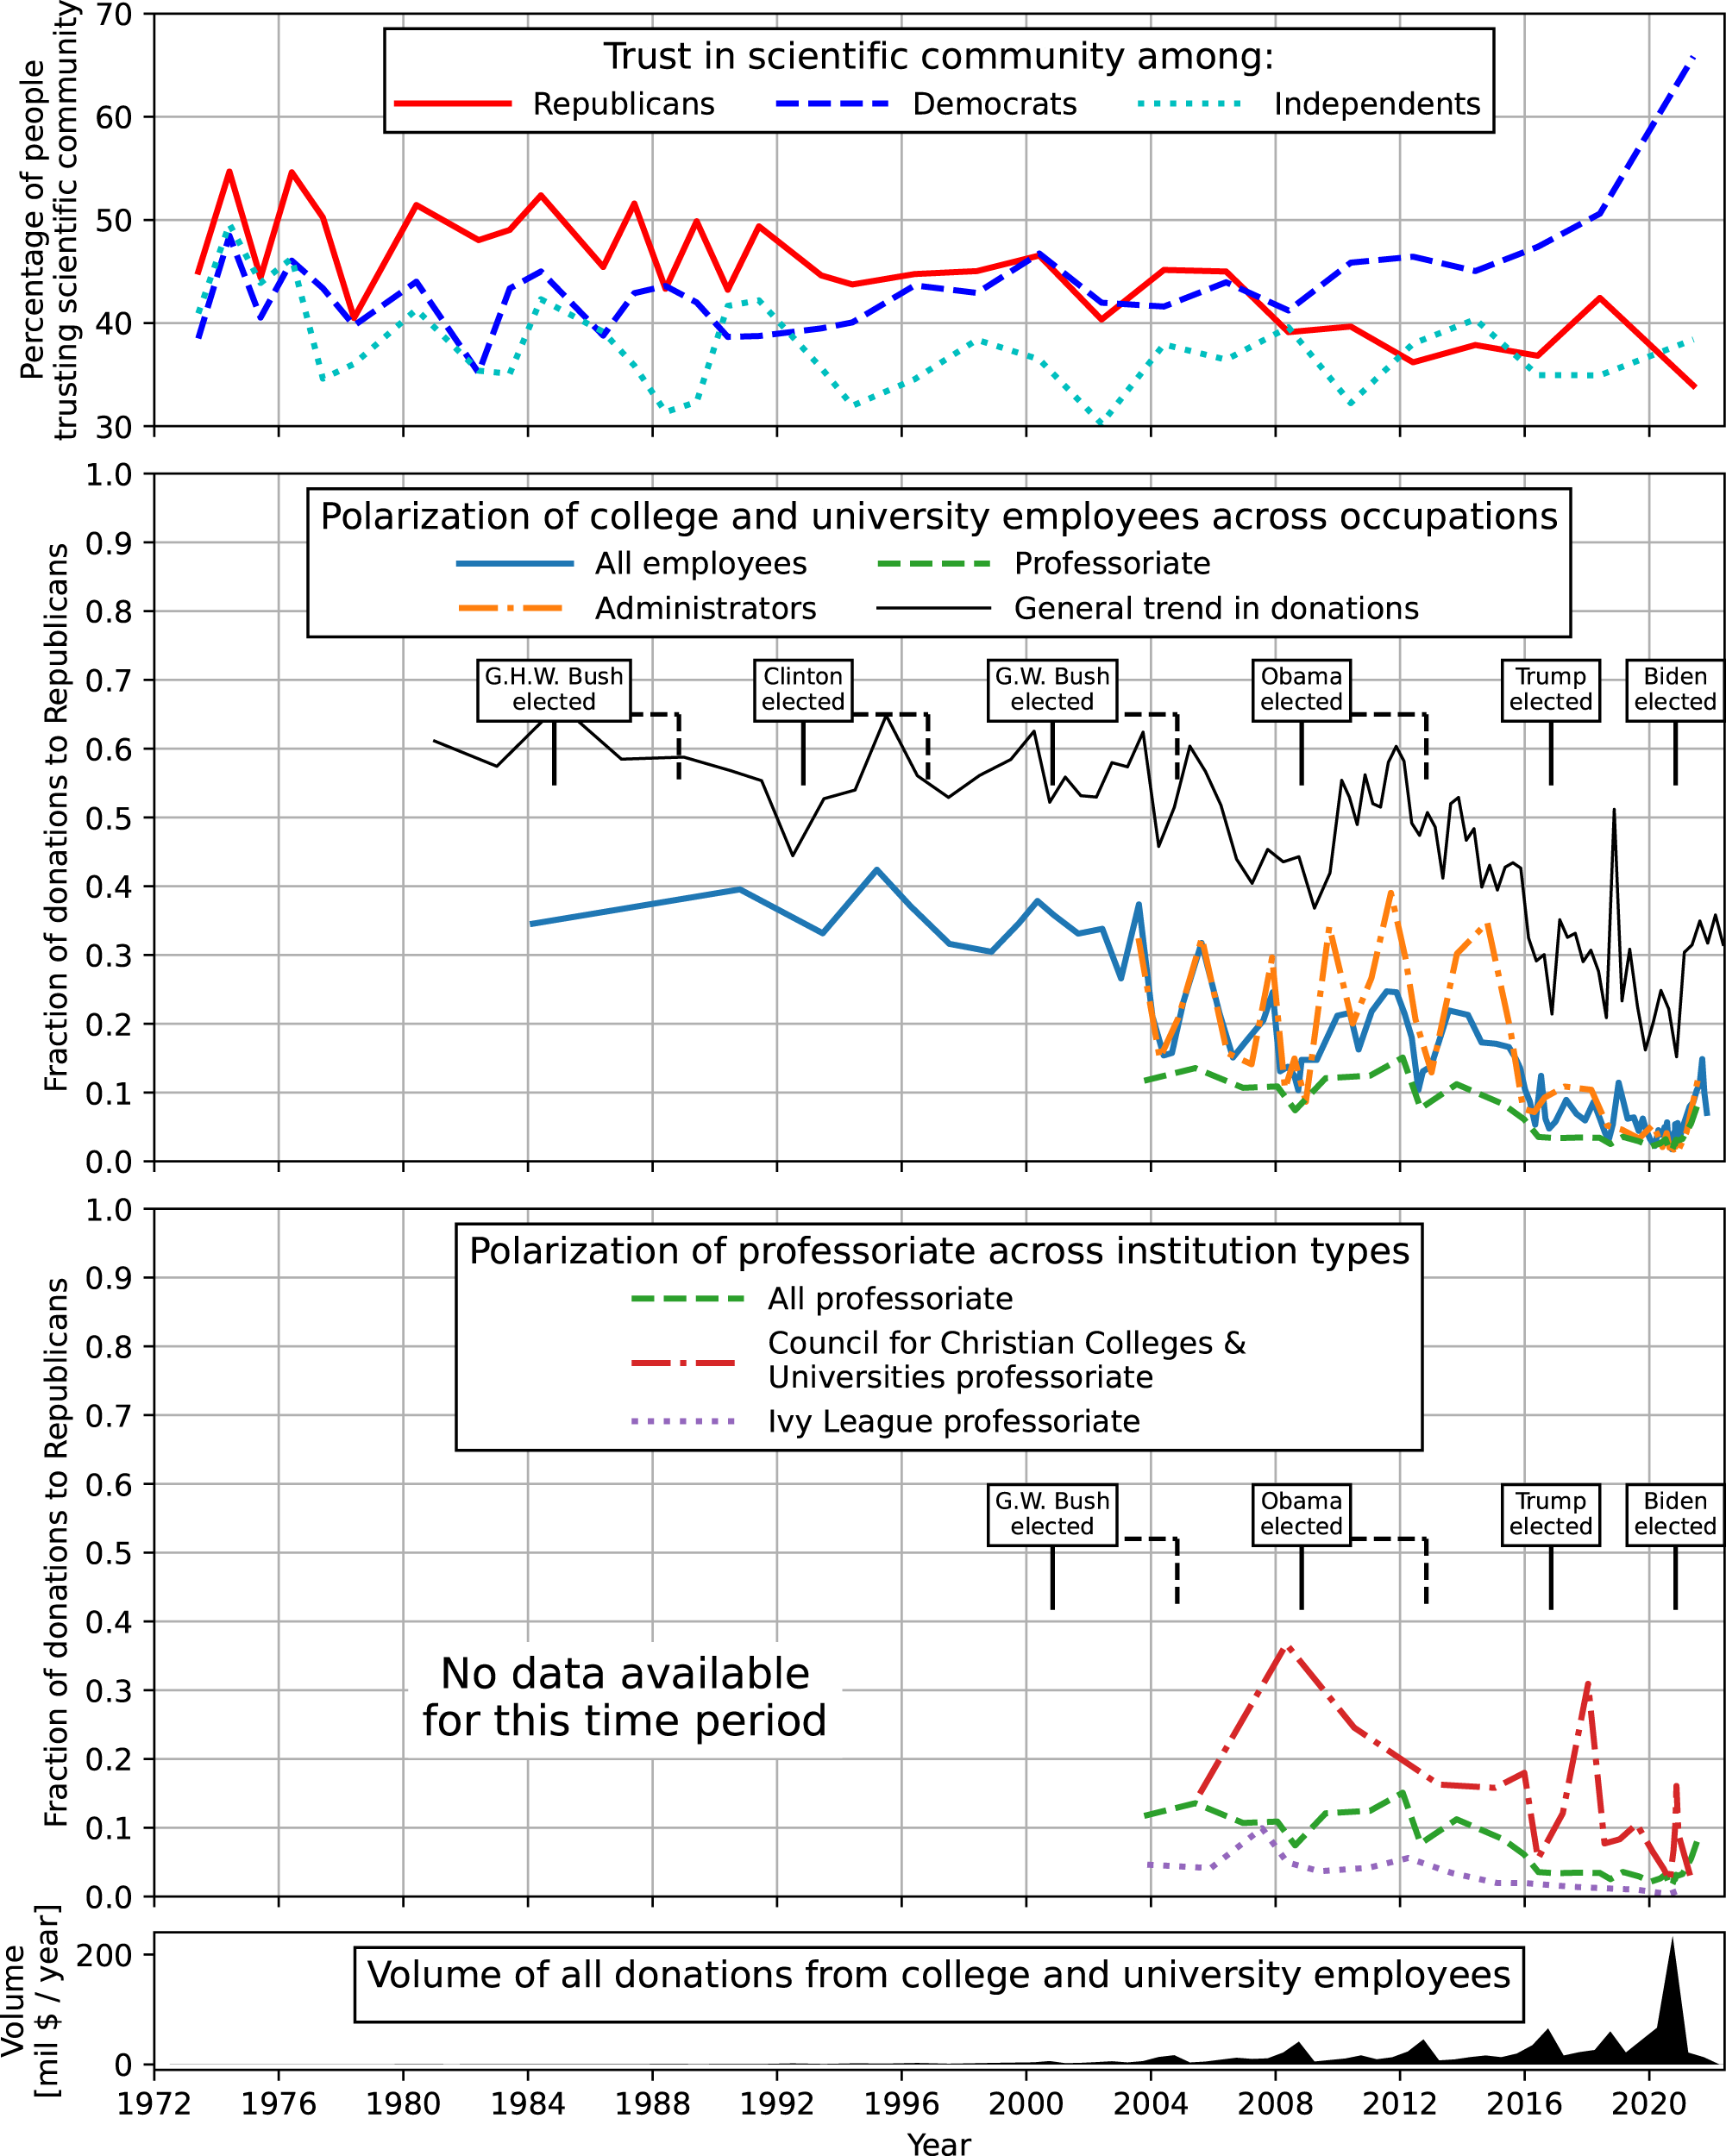 Percentage of people
trusting scientific community
70
60
50
40
30
Trust in scientific community among:
Republicans
Democrats
Independents
Fraction of donations to Republicans
1.0
0.9
0.8
0.7
0.6
0.5
0.4
0.3
0.2
0.1
0.0
Polarization of college and university employees across occupations
All employees
Professoriate
Administrators
General trend in donations
G.H.W. Bush
elected
Clinton
elected
G.W. Bush
elected
Obama
elected
Trump
elected
Biden
elected
Fraction of donations to Republicans
1.0
0.9
0.8
0.7
0.6
0.5
0.4
0.3
0.2
0.1
0.0
Polarization of professoriate across institution types
All professoriate
Council for Christian Colleges &
Universities professoriate
Ivy League professoriate
G.W. Bush
elected
Obama
elected
Trump
elected
Biden
elected
No data available
for this time period
Volume
[mil $ / year]
200
0
Volume of all donations from college and university employees
1972 1976 1980 1984 1988 1992 1996 2000 2004 2008 2012 2016 2020
Year